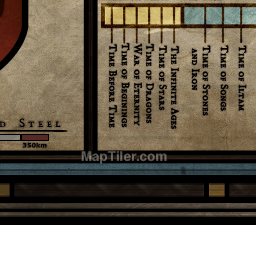 Time Before Time
Time of Beginings
War of Eternity
Time of Dragons
Time of Stars
The Infinite Ages
and Iron
Time of Stones
Time of Songs
Time of Iltam
d Steel
350km
MapTiler.com